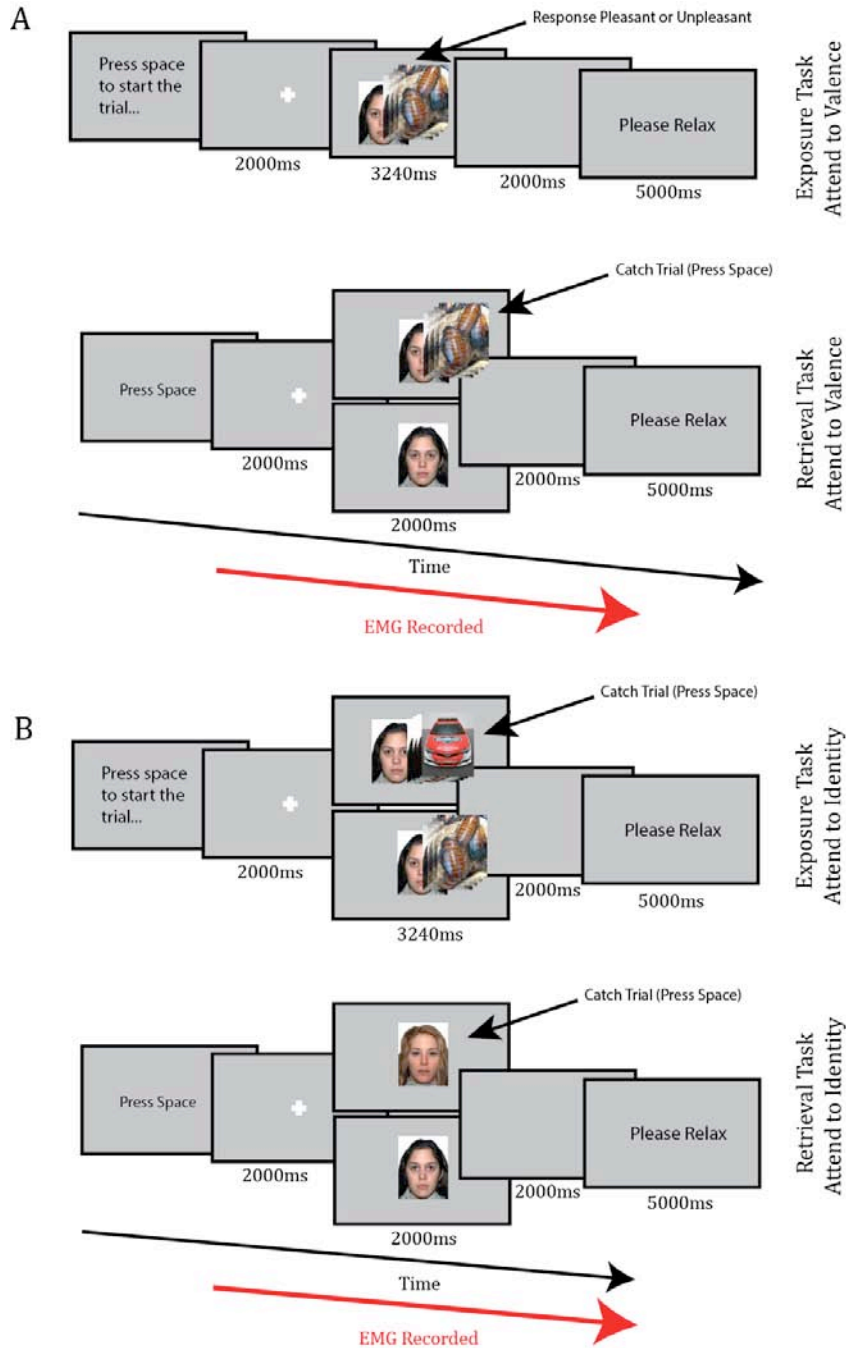 A
Response Pleasant or Unpleasant
Press space
to start the
trial...
Please Relax
2000ms
3240ms
2000ms
5000ms
Exposure Task
Attend to Valence
Catch Trial (Press Space)
Press Space
Please Relax
2000ms
2000ms
2000ms
5000ms
Retrieval Task
Attend to Valence
Time
EMG Recorded
B
Catch Trial (Press Space)
Press space
to start the
trial...
Please Relax
2000ms
3240ms
2000ms
5000ms
Exposure Task
Attend to Identity
Catch Trial (Press Space)
Press Space
Please Relax
2000ms
2000ms
2000ms
5000ms
Retrieval Task
Attend to Identity
Time
EMG Recorded